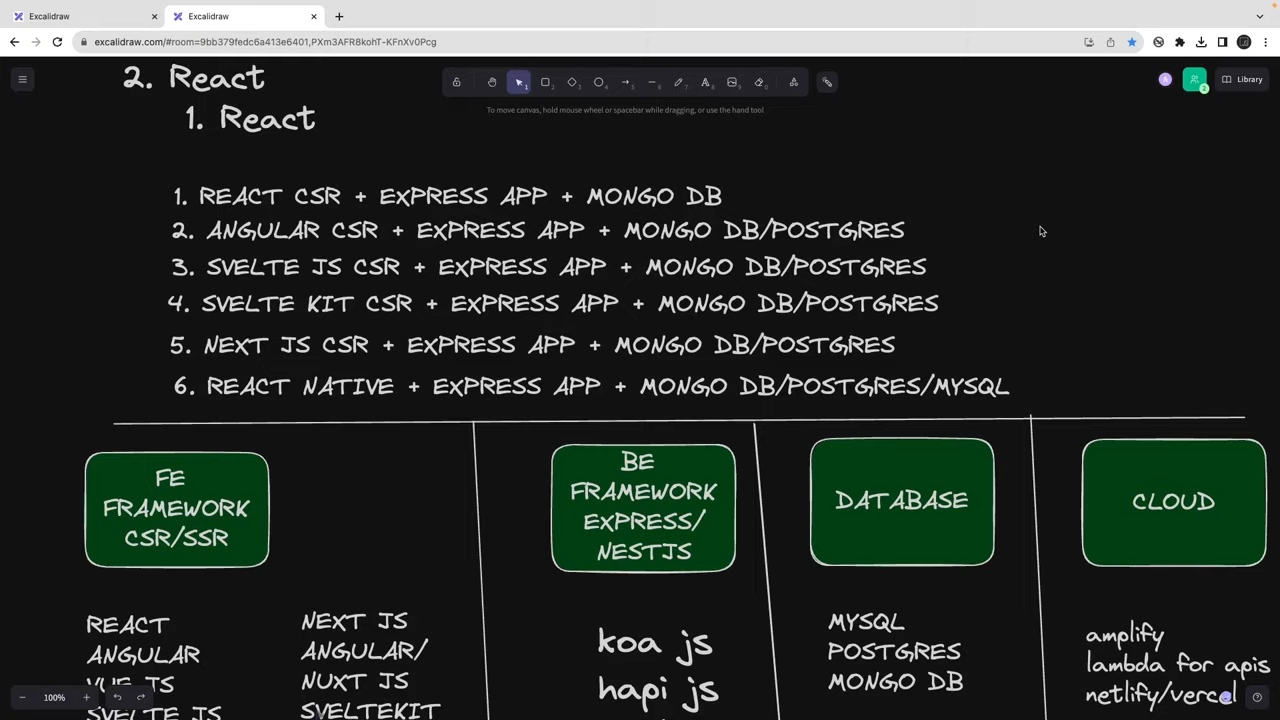 Excalidraw
Excalidraw
excalidraw.com/#room=9bb379fedc6a413e6401,PXm3AFR8kohT-KFnXv0Pcg
Library
To move canvas, hold mouse wheel or spacebar while dragging, or use the hand tool
2. React
1. React
1. REACT CSR + EXPRESS APP + MONGO DB
2. ANGULAR CSR + EXPRESS APP + MONGO DB/POSTGRES
3. SVELTE JS CSR + EXPRESS APP + MONGO DB/POSTGRES
4. SVELTE KIT CSR + EXPRESS APP + MONGO DB/POSTGRES
5. NEXT JS CSR + EXPRESS APP + MONGO DB/POSTGRES
6. REACT NATIVE + EXPRESS APP + MONGO DB/POSTGRES/MYSQL
FE
FRAMEWORK
CSR/SSR
REACT
ANGULAR
VUE JS
SVELTE JS
NEXT JS
ANGULAR/
NUXT JS
SVELTEKIT
BE
FRAMEWORK
EXPRESS/
NESTJS
koa js
hapi js
DATABASE
MYSQL
POSTGRES
MONGO DB
CLOUD
amplify
lambda for apis
netlify/vercel
100%